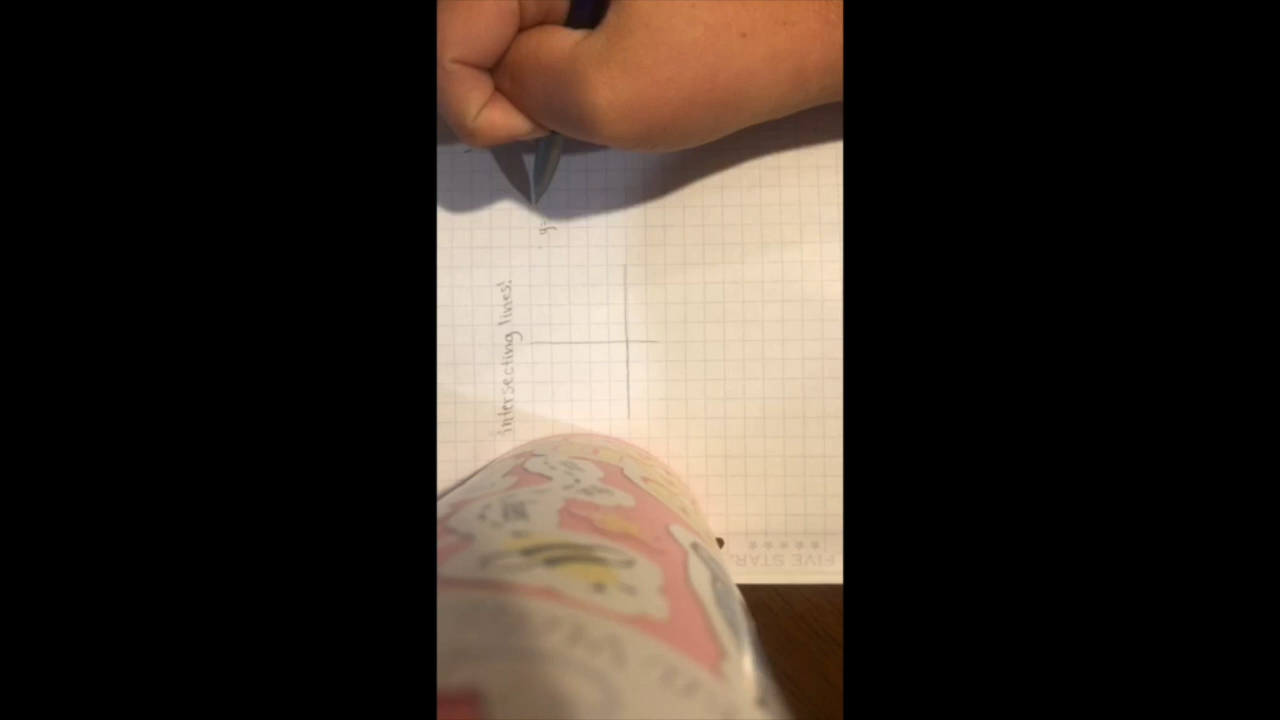 intersecting lines!
y=
FIVE STAR.
★★★★★